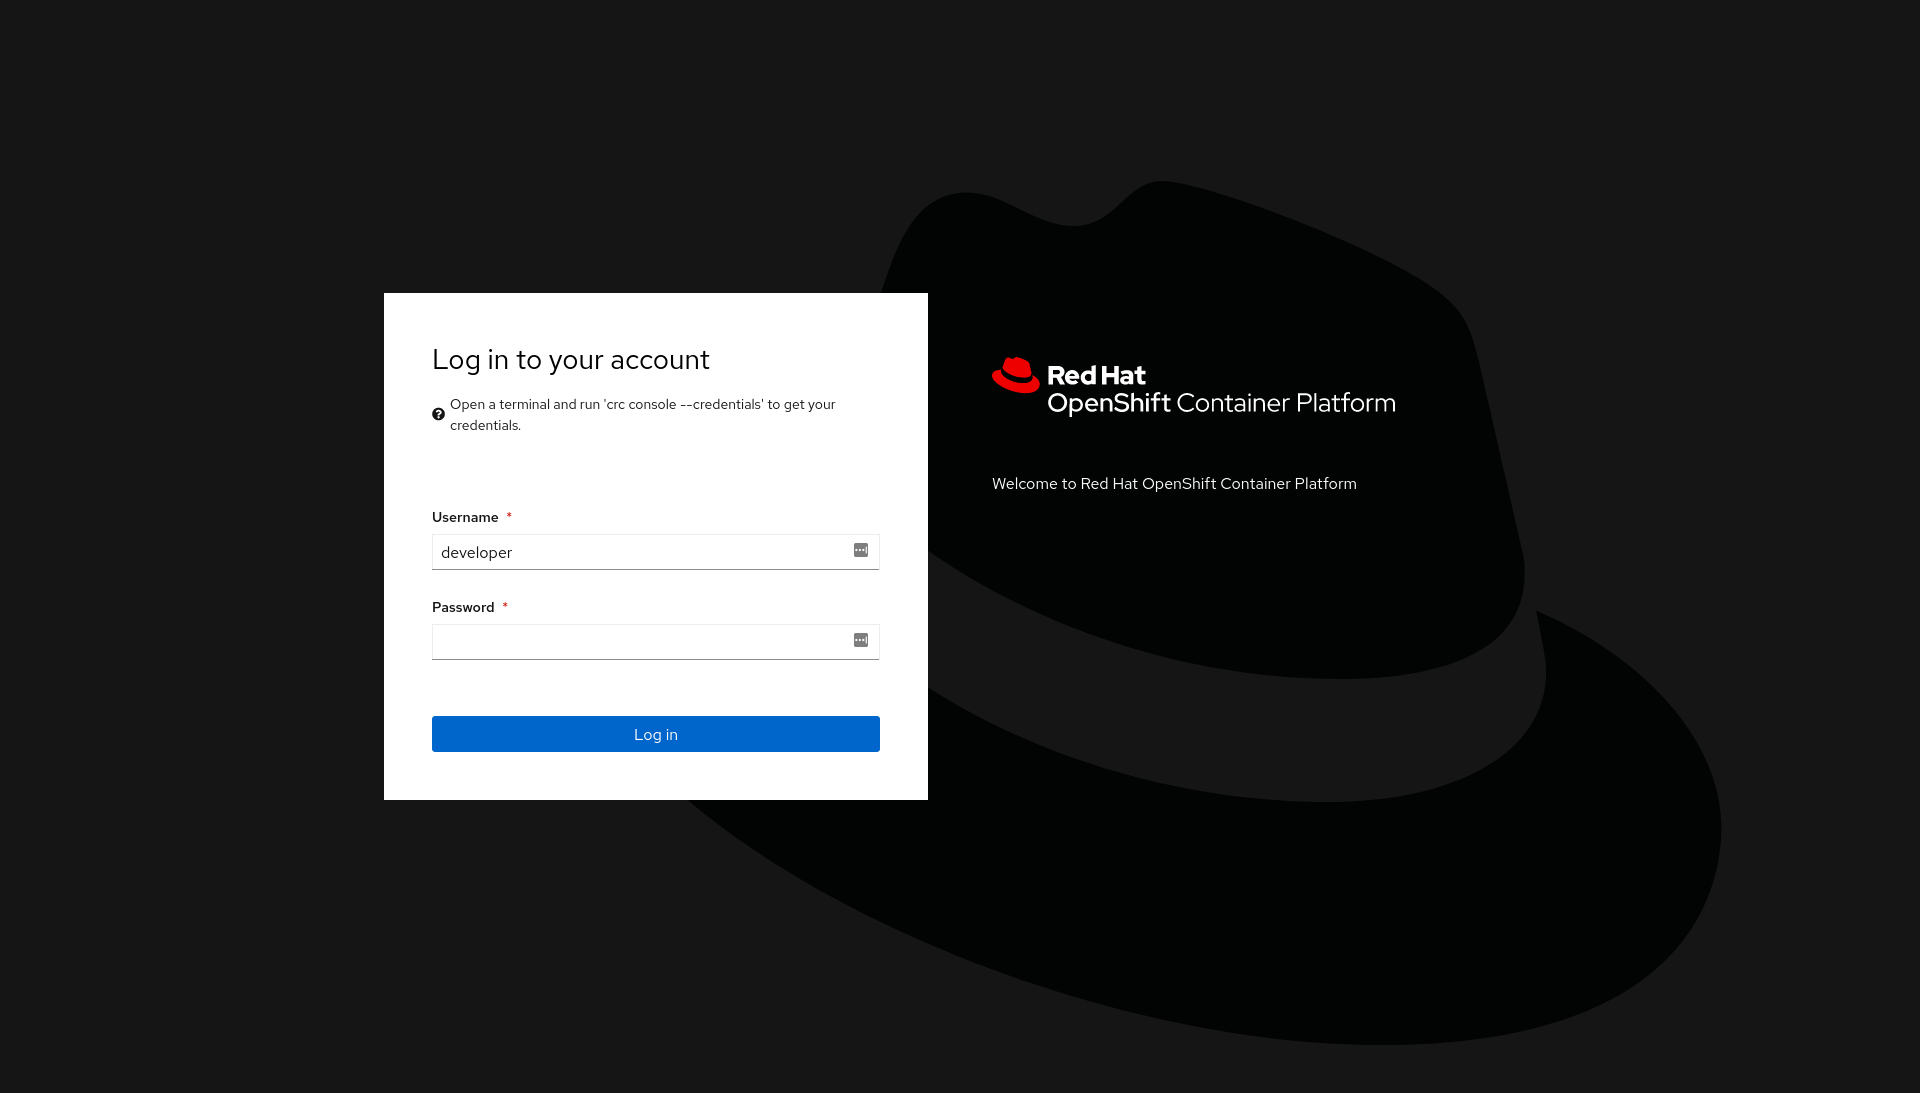 Log in to your account
Open a terminal and run 'crc console --credentials' to get your
credentials.
Username *
developer
Password *
Log in
Red Hat
OpenShift Container Platform
Welcome to Red Hat OpenShift Container Platform